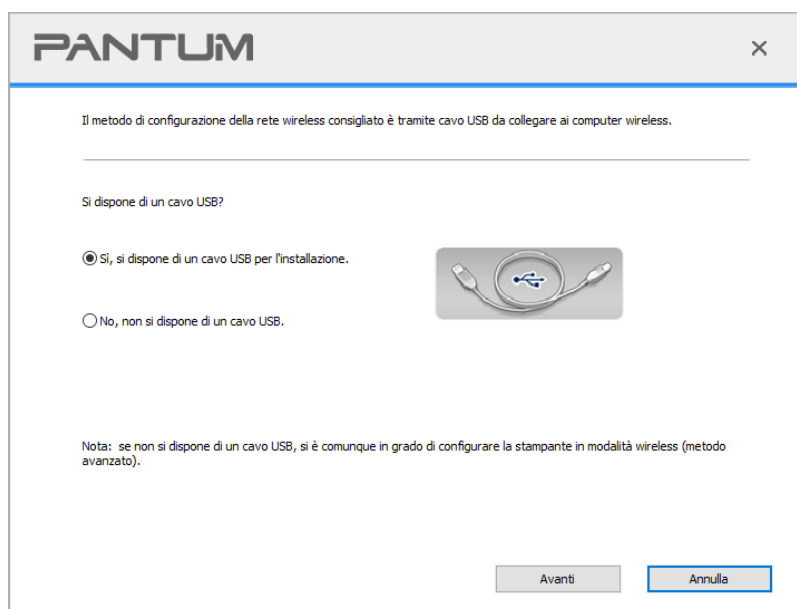 PANTUM
Il metodo di configurazione della rete wireless consigliato è tramite cavo USB da collegare ai computer wireless.
Si dispone di un cavo USB?
Sì, si dispone di un cavo USB per l'installazione.
No, non si dispone di un cavo USB.
Nota: se non si dispone di un cavo USB, si è comunque in grado di configurare la stampante in modalità wireless (metodo
avanzato).
Avanti
Annulla